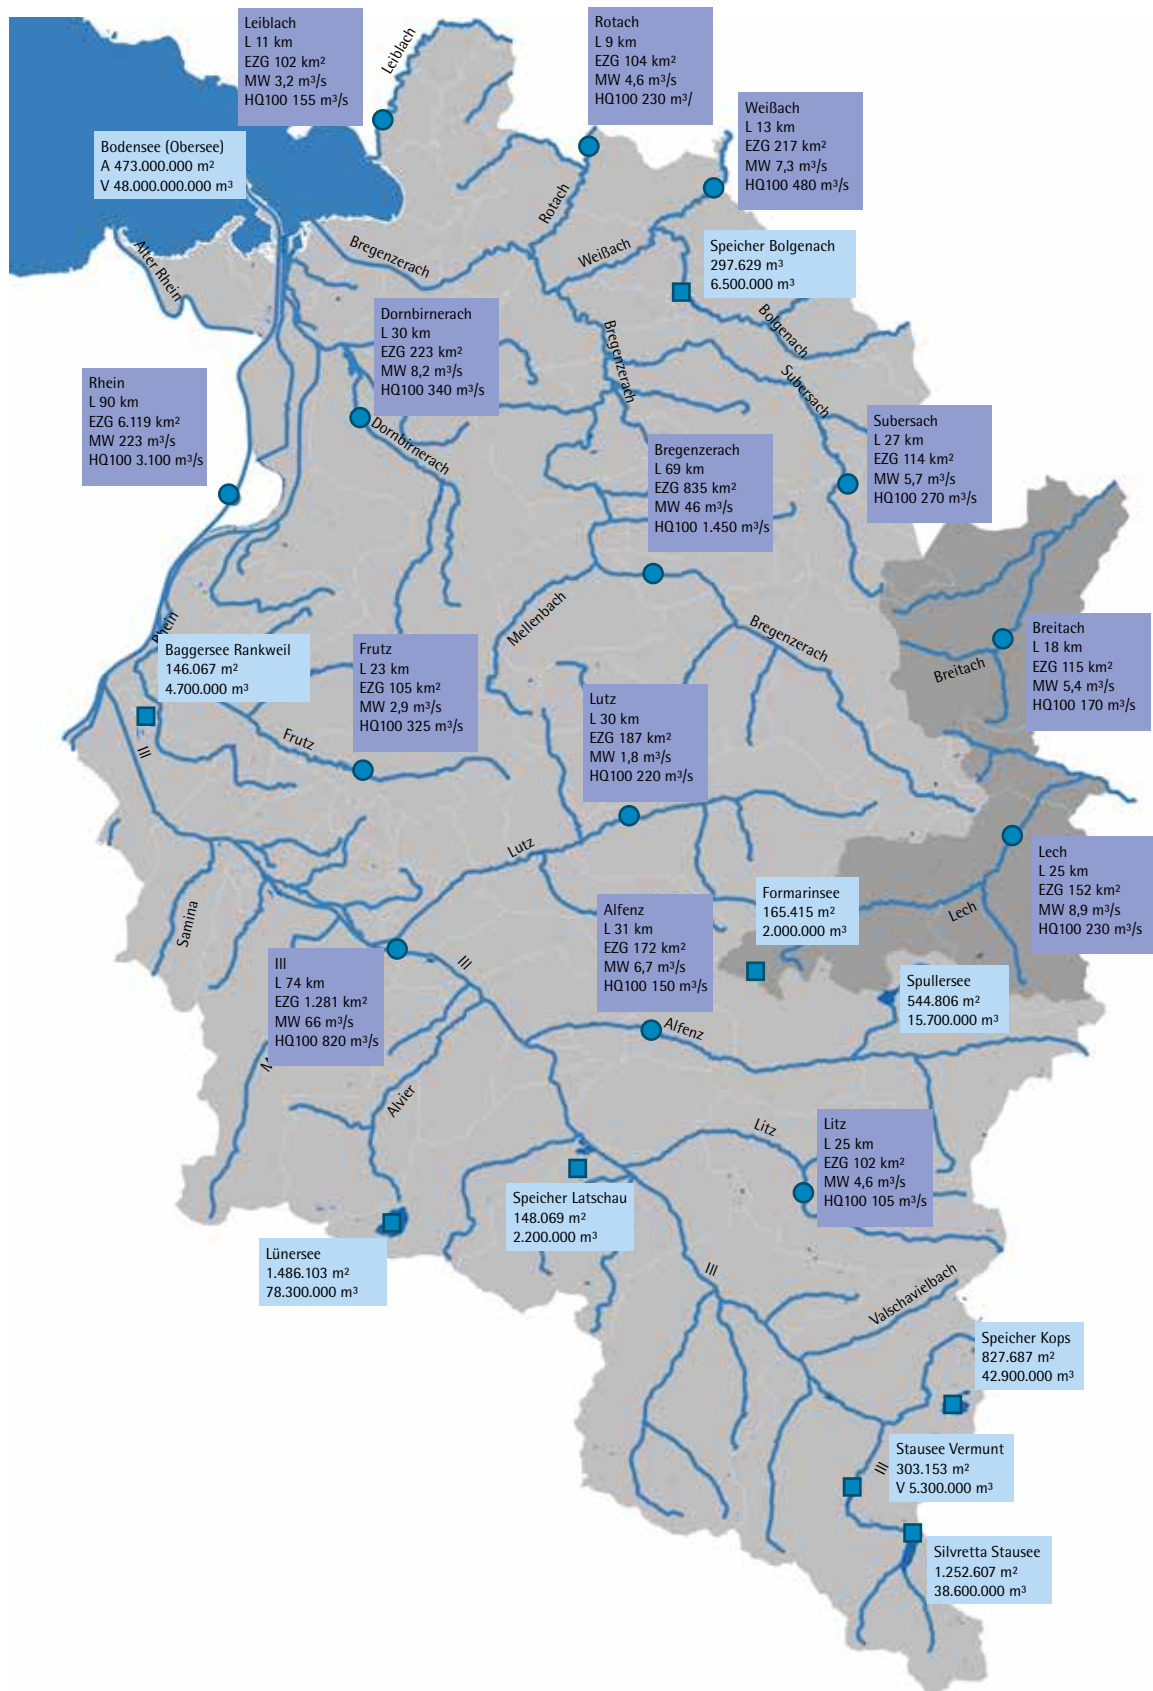 Leiblach
L 11 km
EZG 102 km²
MW 3,2 m³/s
HQ100 155 m³/s
Leiblach
Rotach
L 9 km
EZG 104 km²
MW 4,6 m³/s
HQ100 230 m³/
Weißach
L 13 km
EZG 217 km²
MW 7,3 m³/s
HQ100 480 m³/s
Bodensee (Obersee)
A 473.000.000 m²
V 48.000.000.000 m³
Rotach
Alter Rhein
Bregenzerach
Weißach
Speicher Bolgenach
297.629 m³
6.500.000 m³
Bolgenach
Dornbirnerach
L 30 km
EZG 223 km²
MW 8,2 m³/s
HQ100 340 m³/s
Bregenzerach
Subersach
Rhein
L 90 km
EZG 6.119 km²
MW 223 m³/s
HQ100 3.100 m³/s
Dornbirnerach
Subersach
L 27 km
EZG 114 km²
MW 5,7 m³/s
HQ100 270 m³/s
Bregenzerach
L 69 km
EZG 835 km²
MW 46 m³/s
HQ100 1.450 m³/s
Mellenbach
Bregenzerach
Rhein
Baggersee Rankweil
146.067 m²
4.700.000 m³
Frutz
L 23 km
EZG 105 km²
MW 2,9 m³/s
HQ100 325 m³/s
Breitach
L 18 km
EZG 115 km²
MW 5,4 m³/s
HQ100 170 m³/s
Breitach
Lutz
L 30 km
EZG 187 km²
MW 1,8 m³/s
HQ100 220 m³/s
Ill
Frutz
Lutz
Lech
L 25 km
EZG 152 km²
MW 8,9 m³/s
HQ100 230 m³/s
Formarinsee
165.415 m²
2.000.000 m³
Lech
Alfenz
L 31 km
EZG 172 km²
MW 6,7 m³/s
HQ100 150 m³/s
Samina
Ill
L 74 km
EZG 1.281 km²
MW 66 m³/s
HQ100 820 m³/s
Ill
Spullersee
544.806 m²
15.700.000 m³
Alfenz
M
Alvier
Litz
Litz
L 25 km
EZG 102 km²
MW 4,6 m³/s
HQ100 105 m³/s
Speicher Latschau
148.069 m²
2.200.000 m³
Lünersee
1.486.103 m²
78.300.000 m³
Ill
Valschavielbach
Speicher Kops
827.687 m²
42.900.000 m³
Stausee Vermunt
303.153 m²
V 5.300.000 m³
Ill
Silvretta Stausee
1.252.607 m²
38.600.000 m³